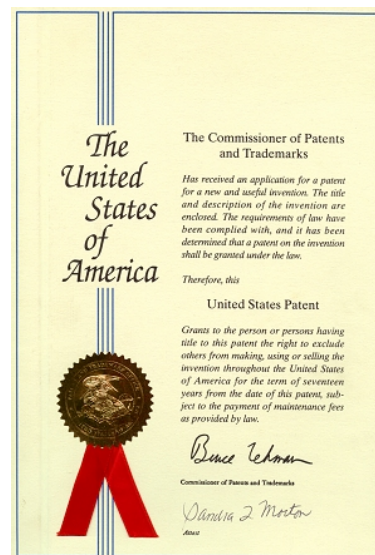 The
United
States
of
America
The Commissioner of Patents
and Trademarks
Has received an application for a patent
for a new and useful invention. The title
and description of the invention are
enclosed. The requirements of law have
been complied with, and it has been
determined that a patent on the invention
shall be granted under the law.
Therefore, this
United States Patent
Grants to the person or persons having
title to this patent the right to exclude
others from making, using or selling the
invention throughout the United States
of America for the term of seventeen
years from the date of this patent, sub-
ject to the payment of maintenance fees
as provided by law.
Bruce Lehman
Commissioner of Patents and Trademarks
Sandra L Morton
Attest